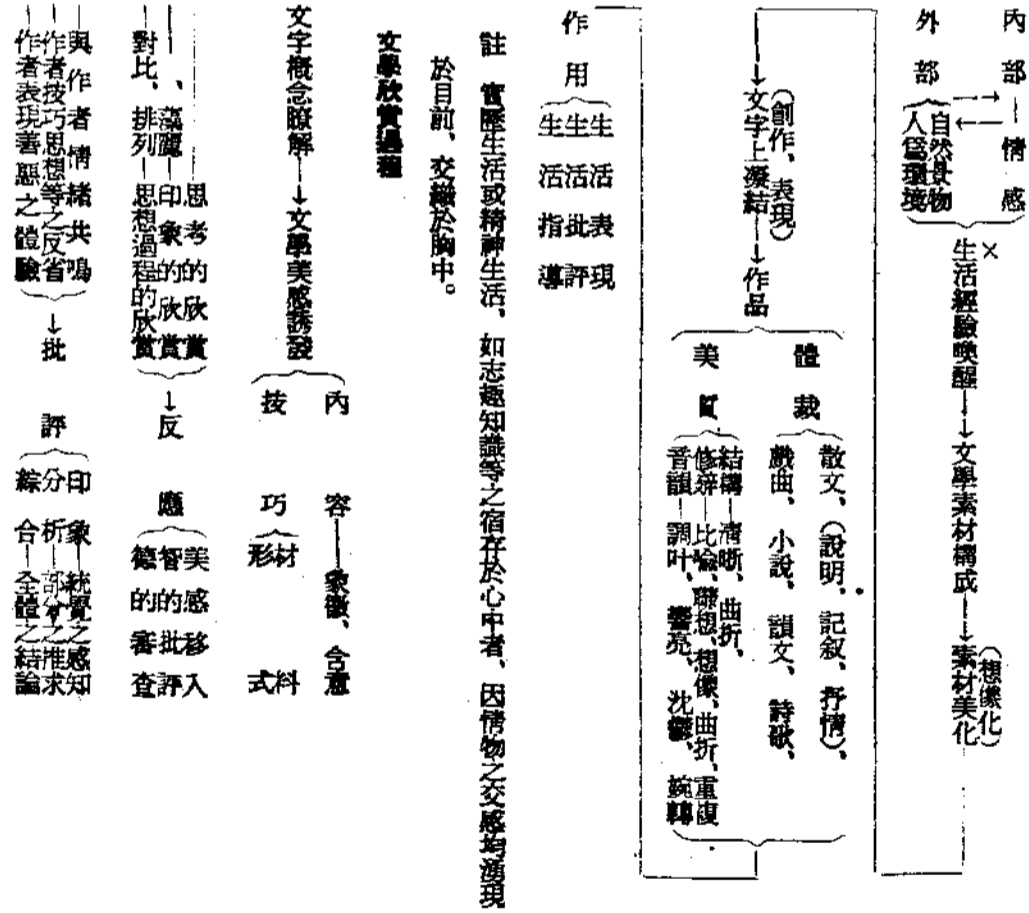 內部—情感
外部
自然景物
人爲環境
×
生活經驗喚醒—→文學素材構成—→素材美化
(想像化)
(創作、表現)
—→文字上凝結—→作品
體裁
散文、(說明、記叙、抒情)、
戲曲、小說、韻文、詩歌、
美質
結構—清晰、曲折、
修辭—比喩、聯想、想像、曲折、重複
音韻—調叶、響亮、沈鬱、婉轉
作用
生活表現
生活批評
生活指導
註 實歷生活或精神生活、如志趣知識等之宿存於心中者、因情物之交感均湧現
於目前、交織於胸中。
文學欣賞過程
文字概念瞭解—→文學美感誘發
內容——象徵、含意
技巧
材料
形式
思考的欣賞
、藻麗—印象的欣賞
對比、排列—思想過程的欣賞
→反應
美感移入
智的批評
德的審査
與作者情緒共鳴
作者技巧思想等之反省
作者表現善惡之體驗
→批評
印象—統覽之感知
分析—部分之推求
綜合—全體之結論